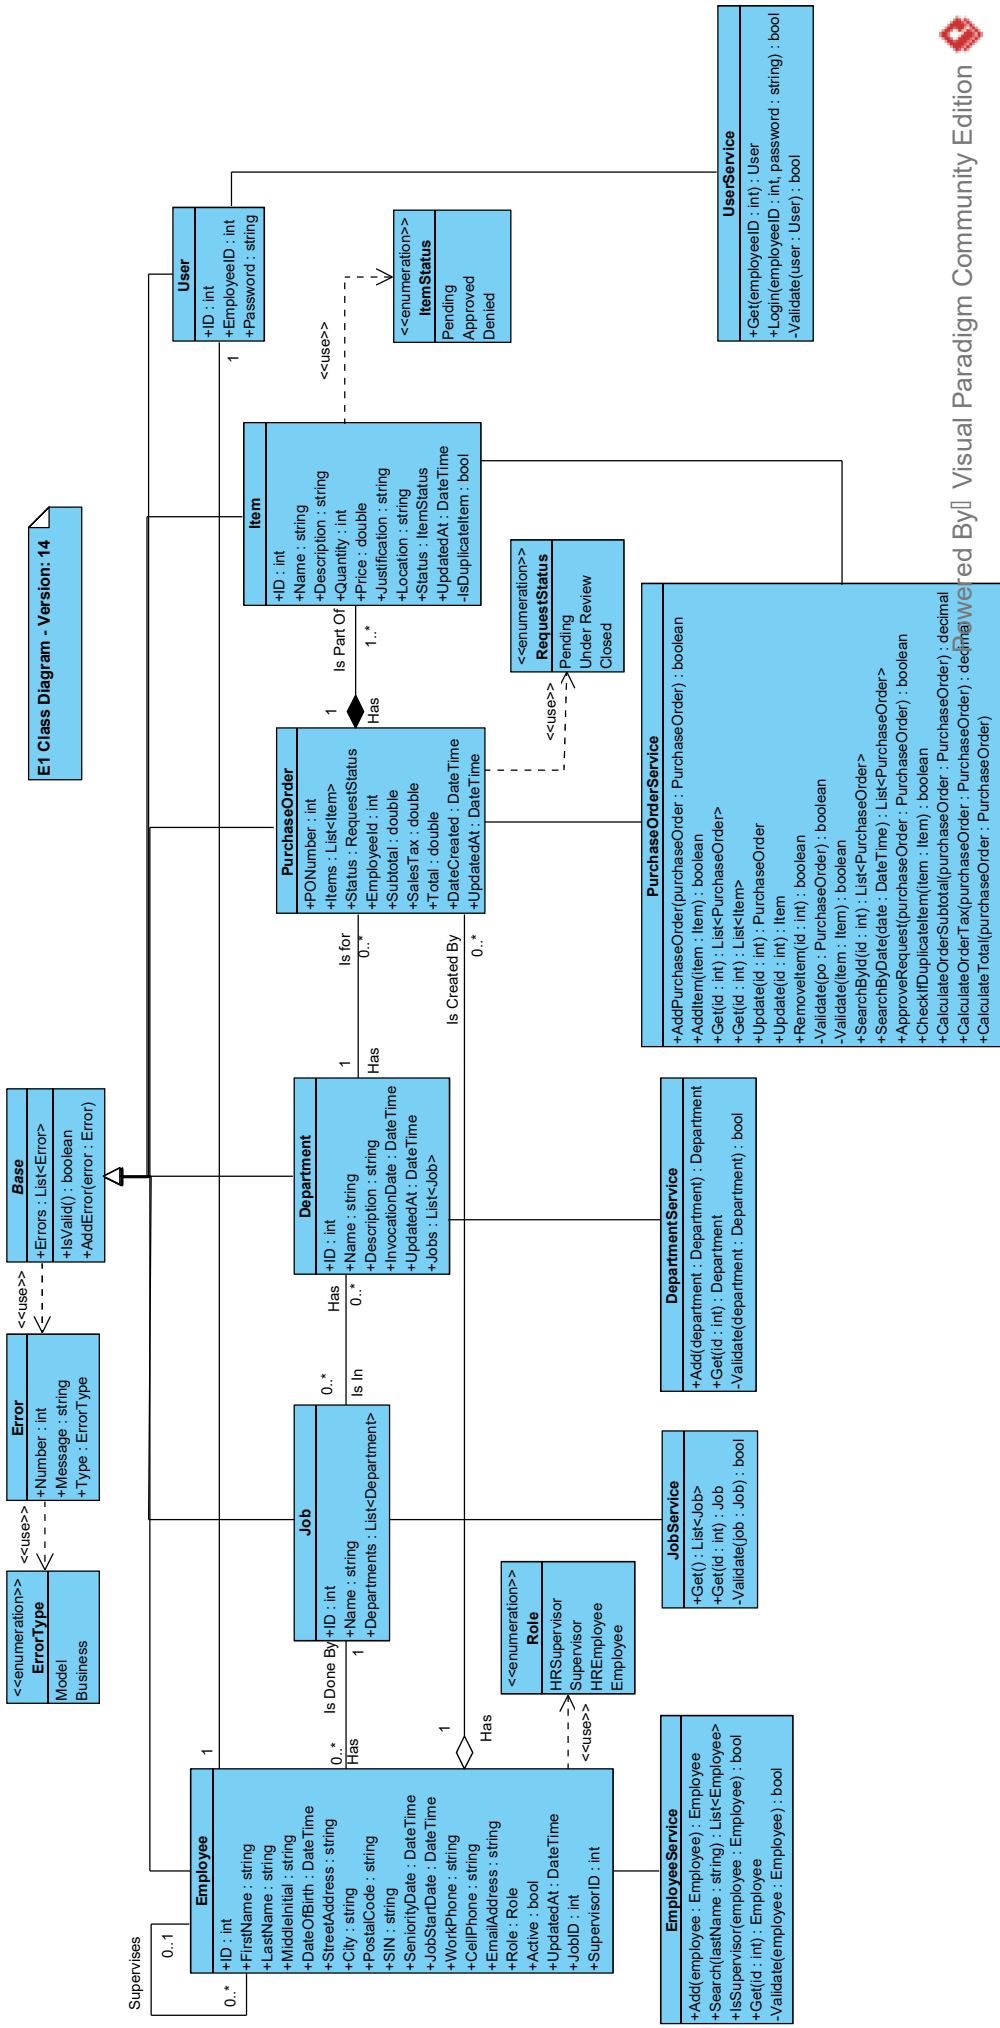 E1 Class Diagram - Version: 14
<<enumeration>>
ErrorType
Model
Business
<<use>>
Error
+Number : int
+Message : string
+Type : ErrorType
<<use>>
Base
+Errors : List<Error>
+IsValid() : boolean
+AddError(error : Error)
Supervises
0..1
0..*
Employee
+ID : int
+FirstName : string
+LastName : string
+MiddleInitial : string
+DateOfBirth : DateTime
+StreetAddress : string
+City : string
+PostalCode : string
+SIN : string
+SeniorityDate : DateTime
+JobStartDate : DateTime
+WorkPhone : string
+CellPhone : string
+EmailAddress : string
+Role : Role
+Active : bool
+UpdatedAt : DateTime
+JobID : int
+SupervisorID : int
1
1
Is Done By
0..*
Has
1
Job
+ID : int
+Name : string
+Departments : List<Department>
0..*
Is In
Has
0..*
Department
+ID : int
+Name : string
+Description : string
+InvocationDate : DateTime
+UpdatedAt : DateTime
+Jobs : List<Job>
1
Has
Is for
0..*
1
Has
Is Created By
0..*
PurchaseOrder
+PONumber : int
+Items : List<Item>
+Status : RequestStatus
+EmployeeId : int
+Subtotal : double
+SalesTax : double
+Total : double
+DateCreated : DateTime
+UpdatedAt : DateTime
1
Has
Is Part Of
1..*
Item
+ID : int
+Name : string
+Description : string
+Quantity : int
+Price : double
+Justification : string
+Location : string
+Status : ItemStatus
+UpdatedAt : DateTime
-IsDuplicateItem : bool
User
+ID : int
+EmployeeID : int
+Password : string
<<use>>
<<enumeration>>
ItemStatus
Pending
Approved
Denied
<<use>>
<<enumeration>>
RequestStatus
Pending
Under Review
Closed
<<use>>
<<enumeration>>
Role
HRSupervisor
Supervisor
HREmployee
Employee
EmployeeService
+Add(employee : Employee) : Employee
+Search(lastName : string) : List<Employee>
+IsSupervisor(employee : Employee) : bool
+Get(id : int) : Employee
-Validate(employee : Employee) : bool
JobService
+Get() : List<Job>
+Get(id : int) : Job
-Validate(job : Job) : bool
DepartmentService
+Add(department : Department) : Department
+Get(id : int) : Department
-Validate(department : Department) : bool
PurchaseOrderService
+AddPurchaseOrder(purchaseOrder : PurchaseOrder) : boolean
+AddItem(item : Item) : boolean
+Get(id : int) : List<PurchaseOrder>
+Get(id : int) : List<Item>
+Update(id : int) : PurchaseOrder
+Update(id : int) : Item
+RemoveItem(id : int) : boolean
-Validate(po : PurchaseOrder) : boolean
-Validate(item : Item) : boolean
+SearchById(id : int) : List<PurchaseOrder>
+SearchByDate(date : DateTime) : List<PurchaseOrder>
+ApproveRequest(purchaseOrder : PurchaseOrder) : boolean
+CheckIfDuplicateItem(item : Item) : boolean
+CalculateOrderSubtotal(purchaseOrder : PurchaseOrder) : decimal
+CalculateOrderTax(purchaseOrder : PurchaseOrder) : decimal
+CalculateTotal(purchaseOrder : PurchaseOrder)
UserService
+Get(employeeID : int) : User
+Login(employeeID : int, password : string) : bool
-Validate(user : User) : bool
Powered By Visual Paradigm Community Edition